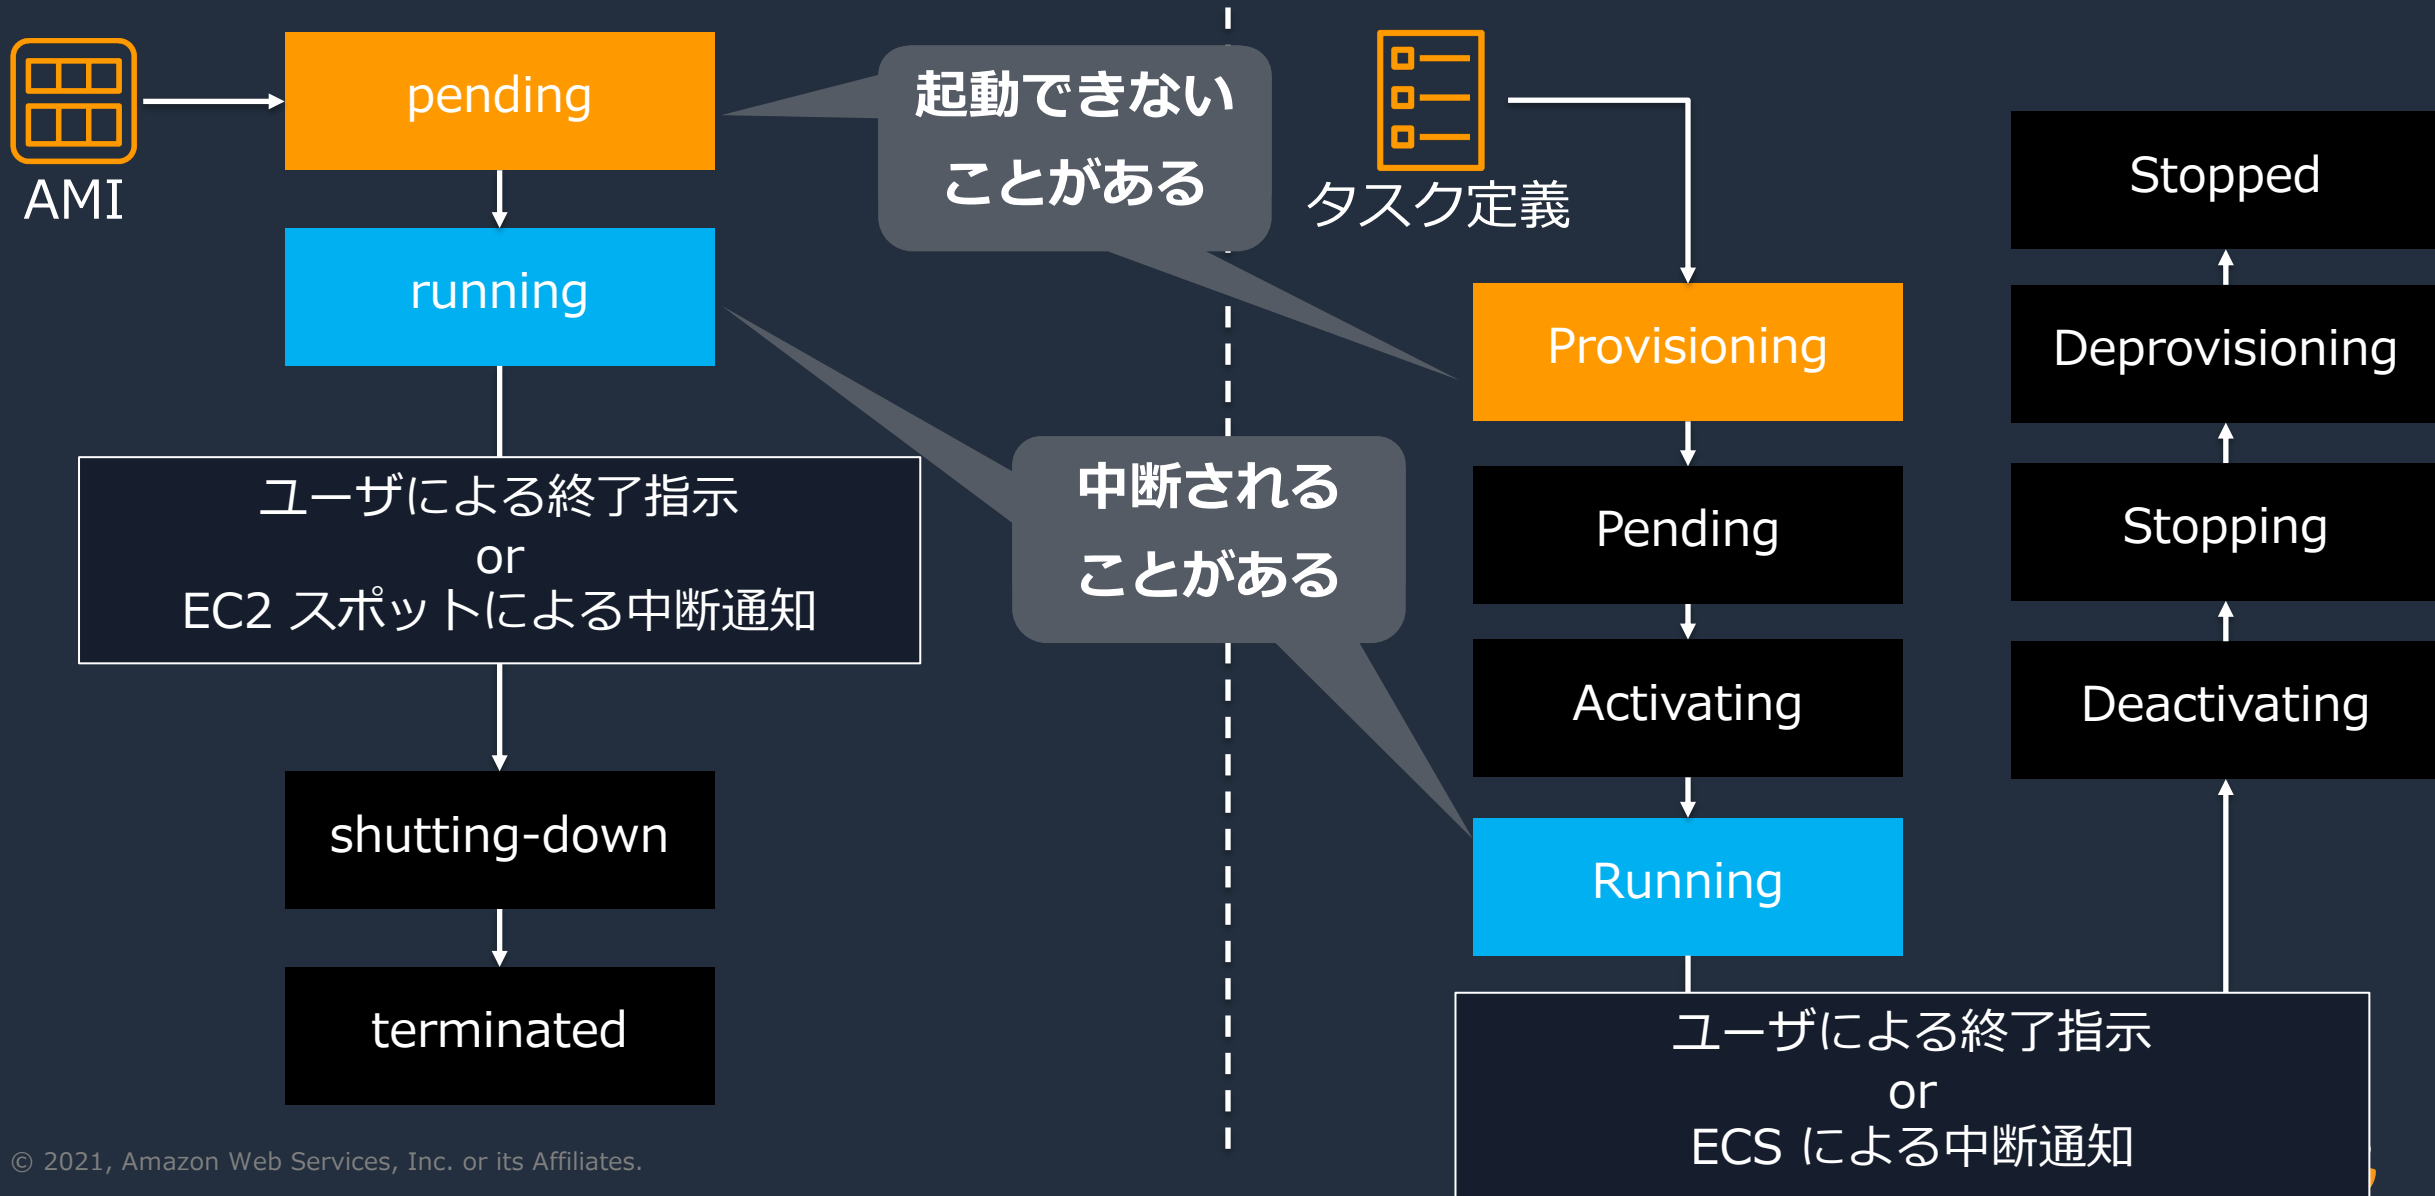 AMI
pending
running
ユーザによる終了指示
or
EC2 スポットによる中断通知
shutting-down
terminated
起動できない
ことがある
中断される
ことがある
タスク定義
Provisioning
Pending
Activating
Running
ユーザによる終了指示
or
ECS による中断通知
Deactivating
Stopping
Deprovisioning
Stopped
© 2021, Amazon Web Services, Inc. or its Affiliates.